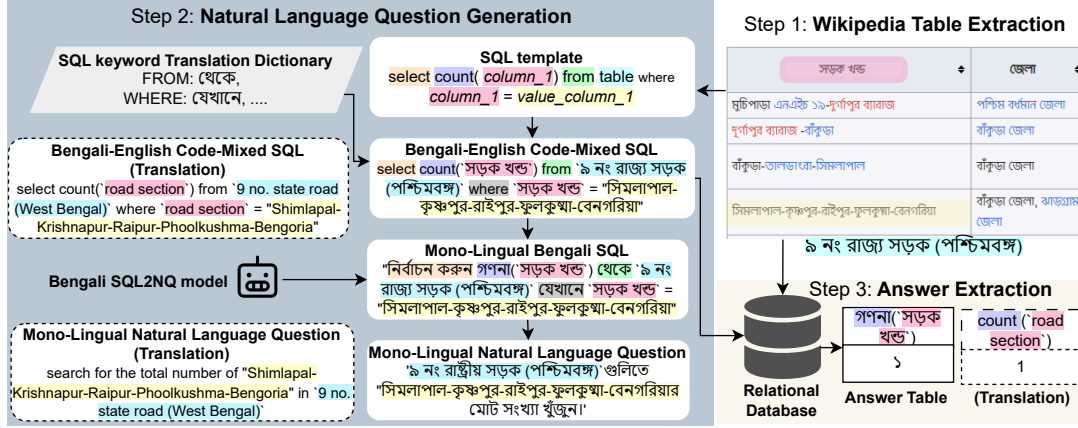 Step 2: Natural Language Question Generation
SQL keyword Translation Dictionary
FROM: থেকে,
WHERE: যেখানে, ....
SQL template
select count( column_1) from table where
column_1 = value_column_1
Bengali-English Code-Mixed SQL
(Translation)
select count(`road section`) from `9 no. state road
(West Bengal)` where `road section` = "Shimlapal-
Krishnapur-Raipur-Phoolkushma-Bengoria"
Bengali-English Code-Mixed SQL
select count(`সড়ক খন্ড`) from `৯ নং রাজ্য সড়ক
(পশ্চিমবঙ্গ)` where `সড়ক খন্ড` = "সিমলাপাল-
কৃষ্ণপুর-রাইপুর-ফুলকুষ্মা-বেনগরিয়া"
Bengali SQL2NQ model
Mono-Lingual Bengali SQL
"নির্বাচন করুন গণনা(`সড়ক খন্ড`) থেকে `৯ নং
রাজ্য সড়ক (পশ্চিমবঙ্গ)` যেখানে `সড়ক খন্ড` =
"সিমলাপাল-কৃষ্ণপুর-রাইপুর-ফুলকুষ্মা-বেনগরিয়া"
Mono-Lingual Natural Language Question
(Translation)
search for the total number of "Shimlapal-
Krishnapur-Raipur-Phoolkushma-Bengoria" in `9 no.
state road (West Bengal)`
Mono-Lingual Natural Language Question
'`৯ নং রাষ্ট্রীয় সড়ক (পশ্চিমবঙ্গ)`গুলিতে
"সিমলাপাল-কৃষ্ণপুর-রাইপুর-ফুলকুষ্মা-বেনগরিয়ার
মোট সংখ্যা খুঁজুন।'
Step 1: Wikipedia Table Extraction
সড়ক খন্ড জেলা
মুচিপাড়া এনএইচ ১৯-দুর্গাপুর ব্যারাজ পশ্চিম বর্ধমান জেলা
দুর্গাপুর ব্যারাজ -বাঁকুড়া বাঁকুড়া জেলা
বাঁকুড়া-তালডাংরা-সিমলাপাল বাঁকুড়া জেলা
সিমলাপাল-কৃষ্ণপুর-রাইপুর-ফুলকুষ্মা-বেনগরিয়া বাঁকুড়া জেলা, ঝাড়গ্রাম
জেলা
৯ নং রাজ্য সড়ক (পশ্চিমবঙ্গ)
Step 3: Answer Extraction
Relational
Database
গণনা(`সড়ক
খন্ড`)
১
Answer Table
count (`road
section`)
1
(Translation)